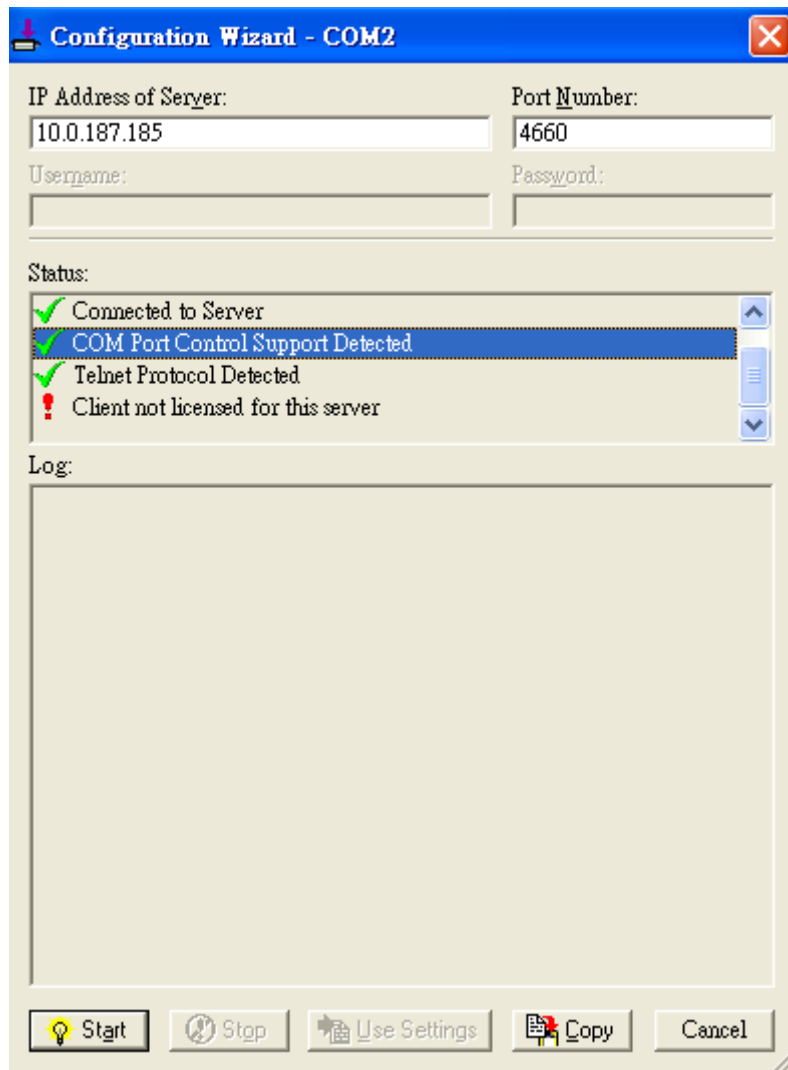 Configuration Wizard - COM2
IP Address of Server: Port Number:
10.0.187.185 4660
Username: Password:
Status:
Connected to Server
COM Port Control Support Detected
Telnet Protocol Detected
Client not licensed for this server
Log:
Start Stop Use Settings Copy Cancel